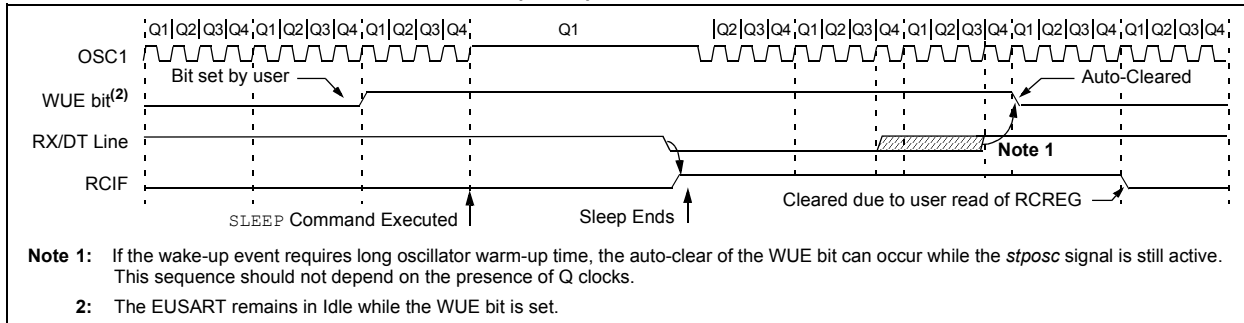 Q1 Q2 Q3 Q4 Q1 Q2 Q3 Q4 Q1 Q2 Q3 Q4 Q1 Q2 Q3 Q4 Q1 Q2 Q3 Q4 Q1 Q2 Q3 Q4 Q1 Q2 Q3 Q4 Q1 Q2 Q3 Q4
OSC1
Bit set by user
Auto-Cleared
WUE bit(2)
RX/DT Line
Note 1
RCIF
Cleared due to user read of RCREG
SLEEP Command Executed
Sleep Ends
Note 1: If the wake-up event requires long oscillator warm-up time, the auto-clear of the WUE bit can occur while the stposc signal is still active.
This sequence should not depend on the presence of Q clocks.
2: The EUSART remains in Idle while the WUE bit is set.